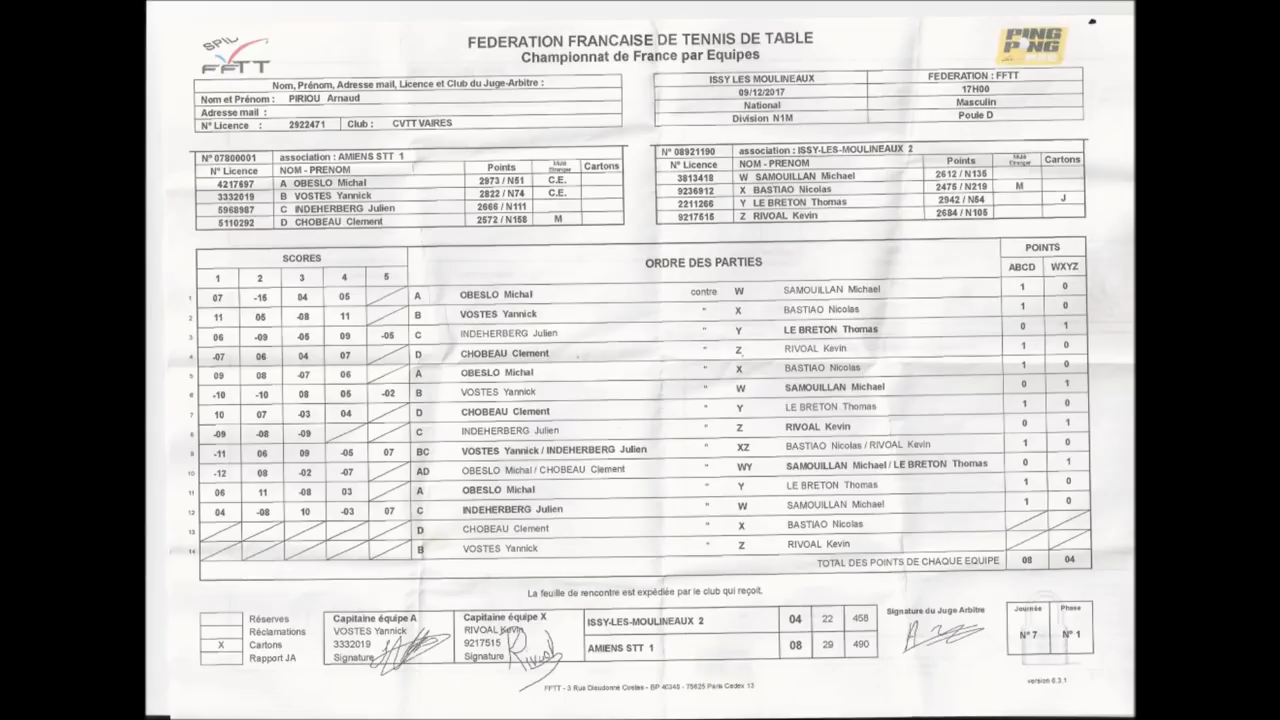 SPID
FFTT
FEDERATION FRANCAISE DE TENNIS DE TABLE
Championnat de France par Equipes
PING
PONG
Nom, Prénom, Adresse mail, Licence et Club du Juge-Arbitre :
Nom et Prénom : PIRIOU Arnaud
Adresse mail :
N° Licence : 2922471 Club : CVTT VAIRES
ISSY LES MOULINEAUX FEDERATION : FFTT
09/12/2017 17H00
National Masculin
Division N1M Poule D
N° 07800001 association : AMIENS STT 1
N° Licence NOM - PRENOM Points Muté Etranger Cartons
4217697 A OBESLO Michal 2973 / N51 C.E.
3332019 B VOSTES Yannick 2822 / N74 C.E.
5968987 C INDEHERBERG Julien 2666 / N111
5110292 D CHOBEAU Clement 2572 / N158 M
N° 08921190 association : ISSY-LES-MOULINEAUX 2
N° Licence NOM - PRENOM Points Muté Etranger Cartons
3813418 W SAMOUILLAN Michael 2612 / N135
9236912 X BASTIAO Nicolas 2475 / N219 M
2211266 Y LE BRETON Thomas 2942 / N54 J
9217515 Z RIVOAL Kevin 2684 / N105
SCORES ORDRE DES PARTIES POINTS
1 2 3 4 5 ABCD WXYZ
1 07 -15 04 05 A OBESLO Michal contre W SAMOUILLAN Michael 1 0
2 11 05 -08 11 B VOSTES Yannick " X BASTIAO Nicolas 1 0
3 06 -09 -05 09 -05 C INDEHERBERG Julien " Y LE BRETON Thomas 0 1
4 -07 06 04 07 D CHOBEAU Clement " Z RIVOAL Kevin 1 0
5 09 08 -07 06 A OBESLO Michal " X BASTIAO Nicolas 1 0
6 -10 -10 08 05 -02 B VOSTES Yannick " W SAMOUILLAN Michael 0 1
7 10 07 -03 04 D CHOBEAU Clement " Y LE BRETON Thomas 1 0
8 -09 -08 -09 C INDEHERBERG Julien " Z RIVOAL Kevin 0 1
9 -11 06 09 -05 07 BC VOSTES Yannick / INDEHERBERG Julien " XZ BASTIAO Nicolas / RIVOAL Kevin 1 0
10 -12 08 -02 -07 AD OBESLO Michal / CHOBEAU Clement " WY SAMOUILLAN Michael / LE BRETON Thomas 0 1
11 06 11 -08 03 A OBESLO Michal " Y LE BRETON Thomas 1 0
12 04 -08 10 -03 07 C INDEHERBERG Julien " W SAMOUILLAN Michael 1 0
13 D CHOBEAU Clement " X BASTIAO Nicolas
14 B VOSTES Yannick " Z RIVOAL Kevin
TOTAL DES POINTS DE CHAQUE EQUIPE 08 04
La feuille de rencontre est expédiée par le club qui reçoit.
Réserves
Réclamations
X Cartons
Rapport JA
Capitaine équipe A
VOSTES Yannick
3332019
Signature
Capitaine équipe X
RIVOAL Kevin
9217515
Signature
Rivoal
ISSY-LES-MOULINEAUX 2 04 22 458
AMIENS STT 1 08 29 490
Signature du Juge Arbitre
Journée Phase
N° 7 N° 1
version 6.3.1
FFTT - 3 Rue Dieudonné Costes - BP 40348 - 75625 Paris Cedex 13